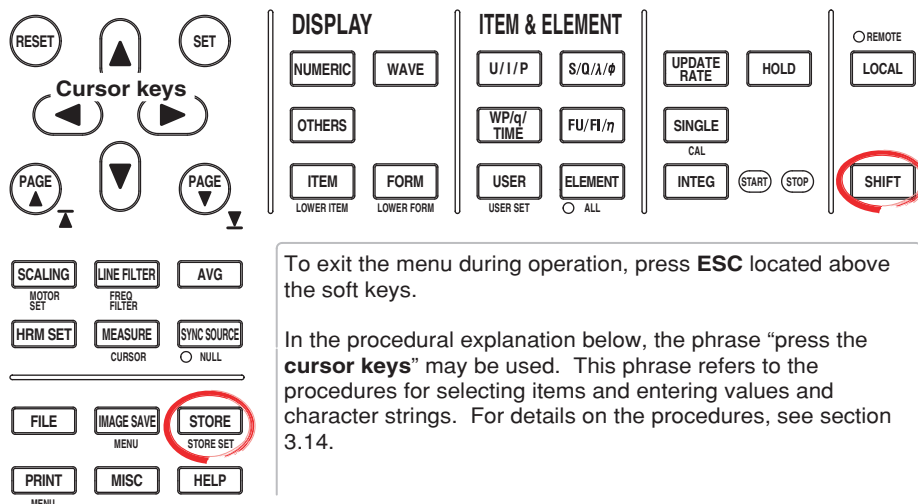 RESET
SET
Cursor keys
PAGE
PAGE
DISPLAY
NUMERIC
WAVE
OTHERS
ITEM
FORM
LOWER ITEM
LOWER FORM
ITEM & ELEMENT
U/I/P
S/Q/λ/ϕ
WP/q/
TIME
FU/FI/η
USER
ELEMENT
USER SET
ALL
UPDATE
RATE
HOLD
SINGLE
CAL
INTEG
START
STOP
REMOTE
LOCAL
SHIFT
SCALING
LINE FILTER
AVG
MOTOR
SET
FREQ
FILTER
HRM SET
MEASURE
SYNC SOURCE
CURSOR
NULL
FILE
IMAGE SAVE
STORE
MENU
STORE SET
PRINT
MISC
HELP
MENU
To exit the menu during operation, press ESC located above
the soft keys.
In the procedural explanation below, the phrase “press the
cursor keys” may be used. This phrase refers to the
procedures for selecting items and entering values and
character strings. For details on the procedures, see section
3.14.